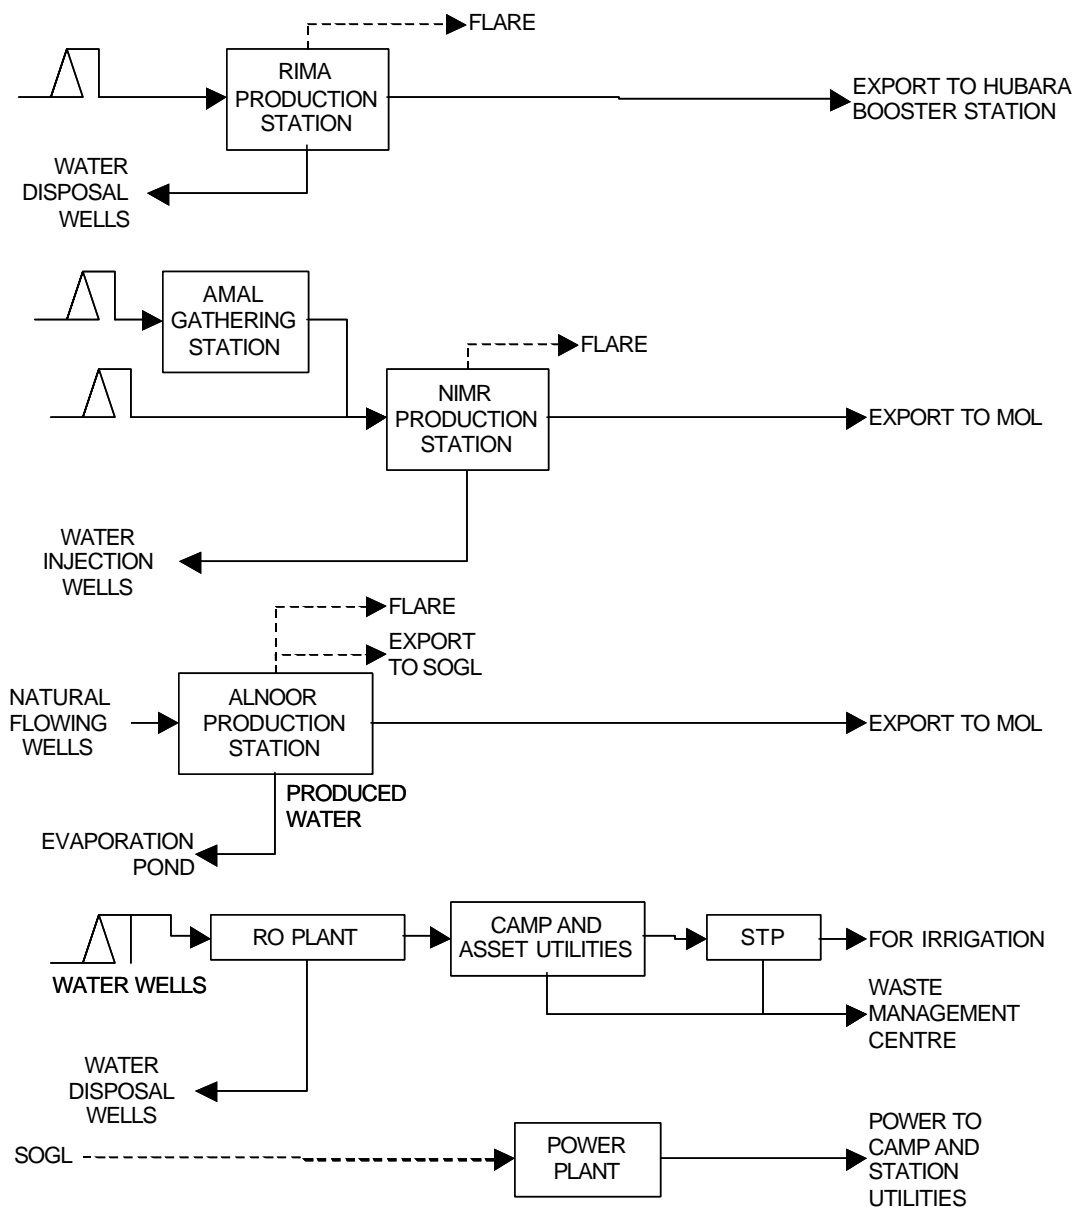 FLARE
RIMA
PRODUCTION
STATION
EXPORT TO HUBARA
BOOSTER STATION
WATER
DISPOSAL
WELLS
AMAL
GATHERING
STATION
FLARE
NIMR
PRODUCTION
STATION
EXPORT TO MOL
WATER
INJECTION
WELLS
FLARE
EXPORT
TO SOGL
NATURAL
FLOWING
WELLS
ALNOOR
PRODUCTION
STATION
EXPORT TO MOL
PRODUCED
WATER
EVAPORATION
POND
RO PLANT
CAMP AND
ASSET UTILITIES
STP
FOR IRRIGATION
WATER WELLS
WASTE
MANAGEMENT
CENTRE
WATER
DISPOSAL
WELLS
SOGL
POWER
PLANT
POWER TO
CAMP AND
STATION
UTILITIES